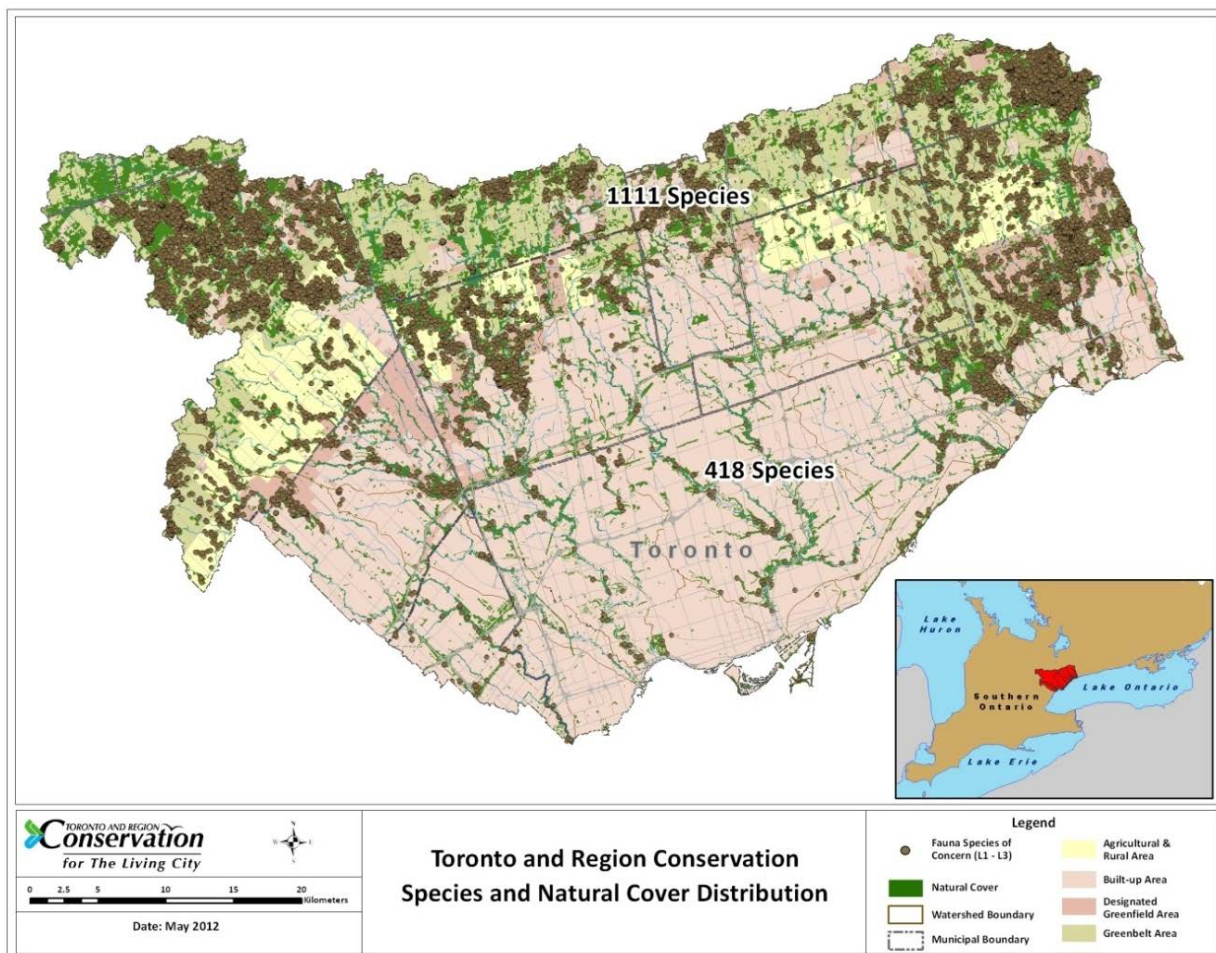 1111 Species
418 Species
Toronto
Lake
Huron
Southern
Ontario
Lake Ontario
Lake Erie
TORONTO AND REGION
Conservation
for The Living City
N
W E
S
0 2.5 5 10 15 20
Kilometers
Date: May 2012
Toronto and Region Conservation
Species and Natural Cover Distribution
Legend
Fauna Species of
Concern (L1 - L3)
Natural Cover
Watershed Boundary
Municipal Boundary
Agricultural &
Rural Area
Built-up Area
Designated
Greenfield Area
Greenbelt Area